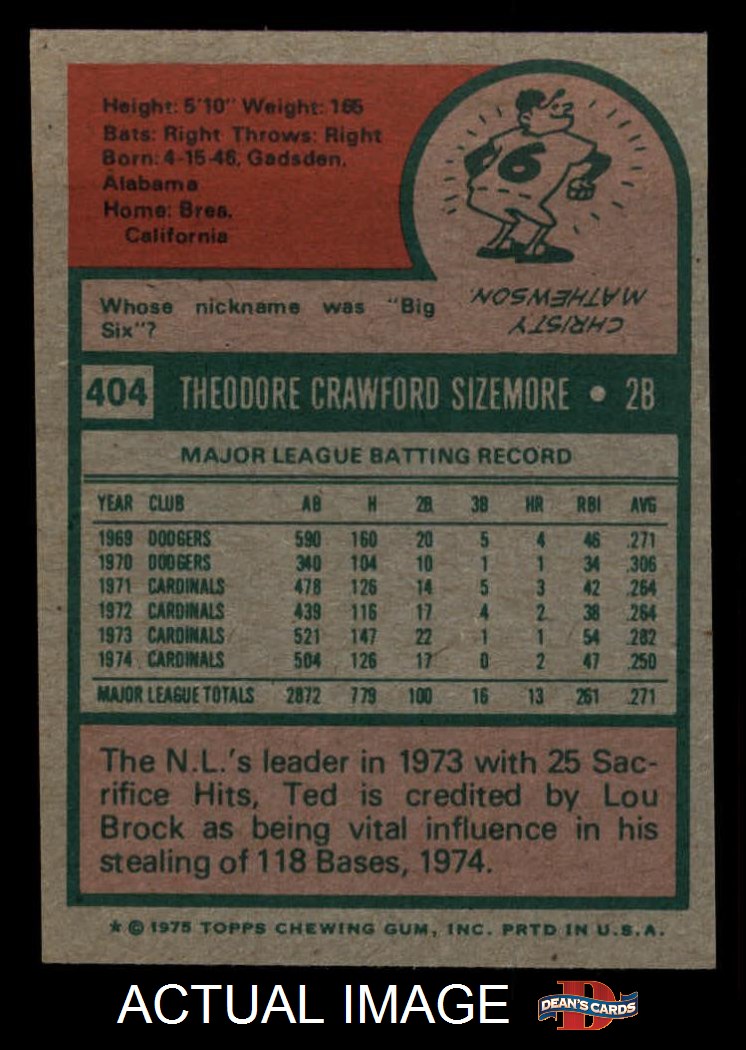 Height: 5'10" Weight: 165
Bats: Right Throws: Right
Born: 4-15-46, Gadsden,
Alabama
Home: Brea,
California
6
Whose nickname was "Big
Six"?
CHRISTY
MATHEWSON.
404 THEODORE CRAWFORD SIZEMORE • 2B
MAJOR LEAGUE BATTING RECORD
YEAR CLUB AB H 2B 3B HR RBI AVG
1969 DODGERS 590 160 20 5 4 46 .271
1970 DODGERS 340 104 10 1 1 34 .306
1971 CARDINALS 478 126 14 5 3 42 .264
1972 CARDINALS 439 116 17 4 2 38 .264
1973 CARDINALS 521 147 22 1 1 54 .282
1974 CARDINALS 504 126 17 0 2 47 .250
MAJOR LEAGUE TOTALS 2872 779 100 16 13 261 .271
The N.L.'s leader in 1973 with 25 Sac-
rifice Hits, Ted is credited by Lou
Brock as being vital influence in his
stealing of 118 Bases, 1974.
* © 1975 TOPPS CHEWING GUM, INC. PRTD IN U.S.A.
ACTUAL IMAGE
D
DEAN'S CARDS